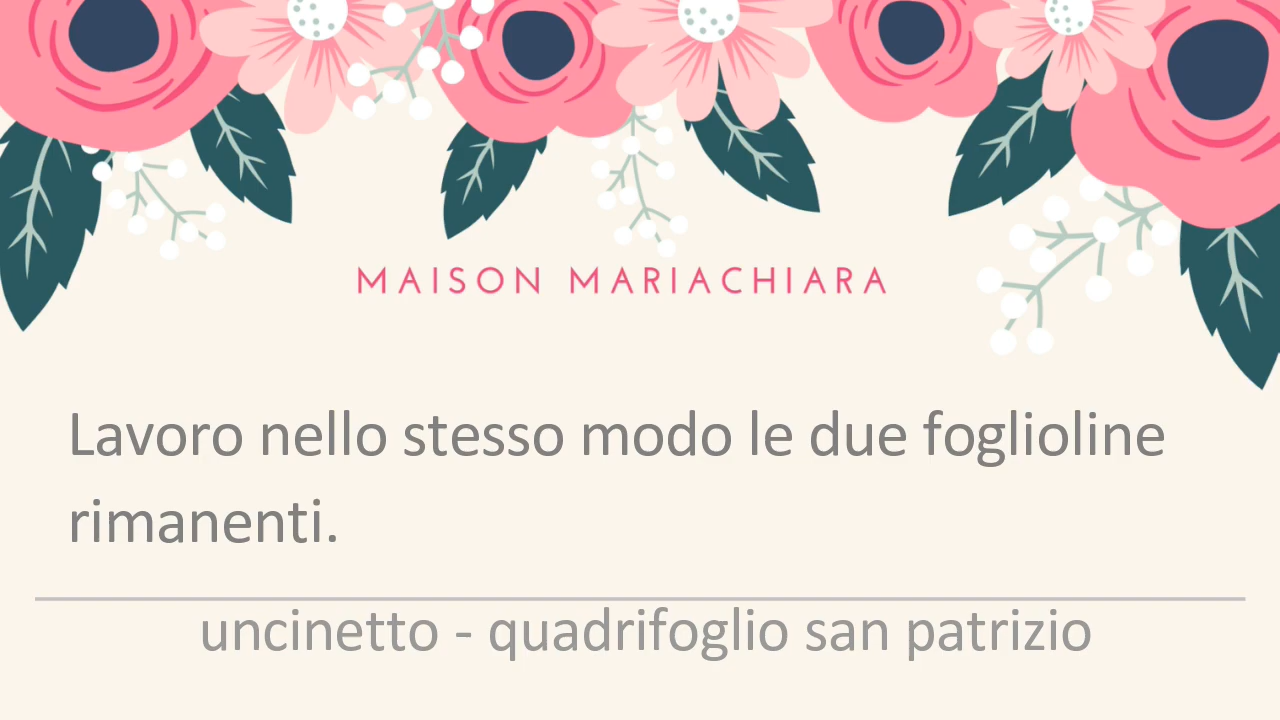 MAISON MARIACHIARA
Lavoro nello stesso modo le due foglioline
rimanenti.
uncinetto - quadrifoglio san patrizio